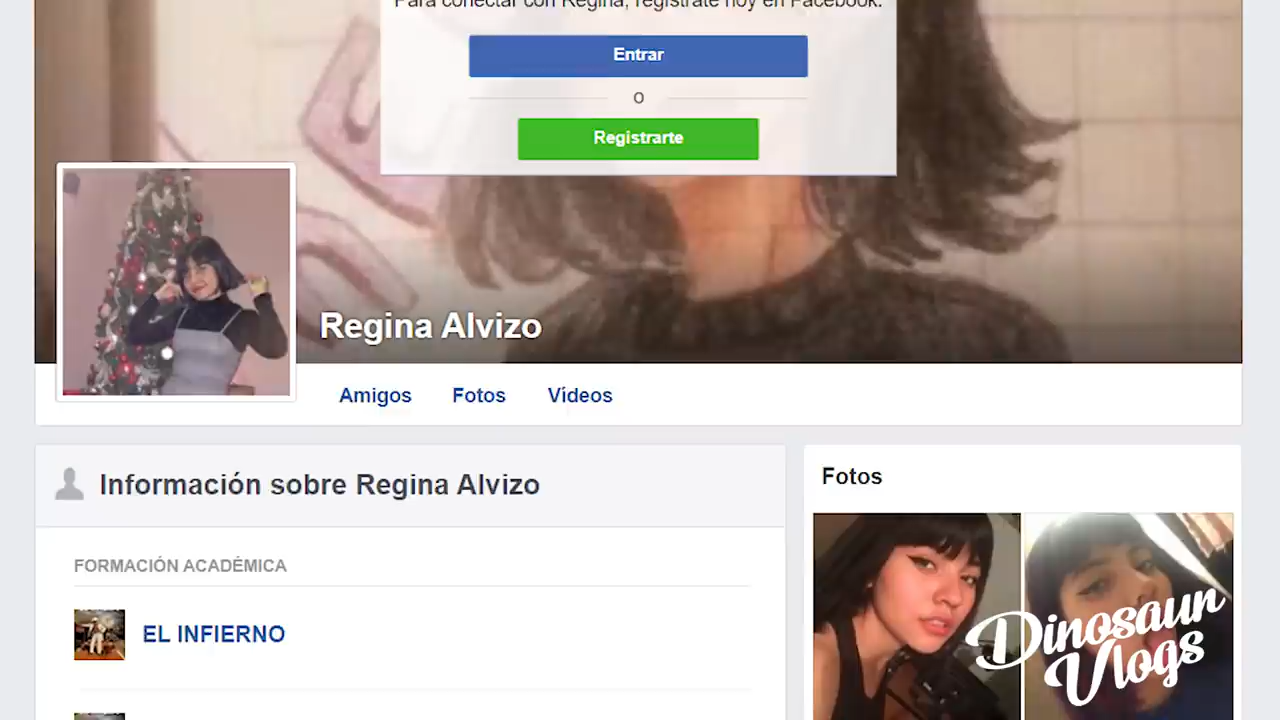 Para conectar con Regina, regístrate hoy en Facebook.
Entrar
O
Registrarte
Regina Alvizo
Amigos Fotos Vídeos
Información sobre Regina Alvizo
FORMACIÓN ACADÉMICA
EL INFIERNO
Fotos
Dinosaur
Vlogs